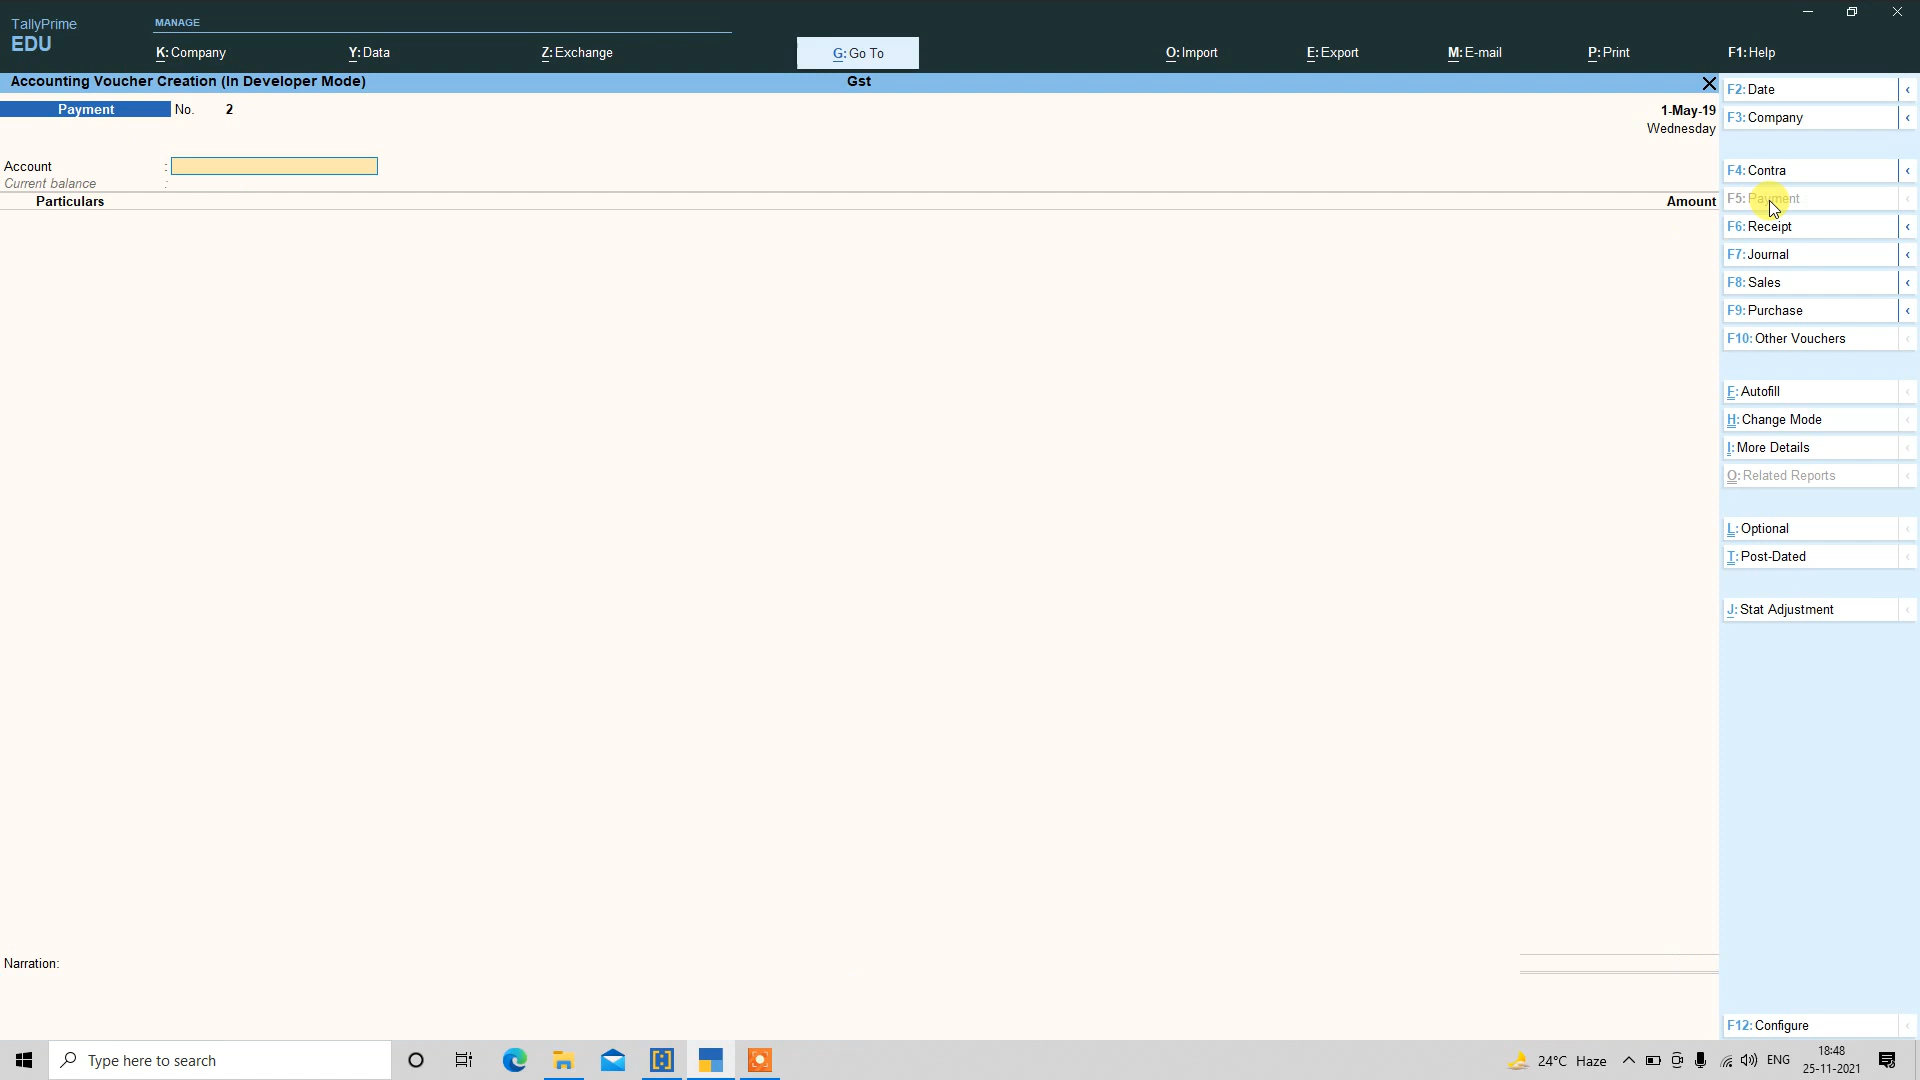 TallyPrime
EDU
MANAGE
K: Company
Y: Data
Z: Exchange
G: Go To
O: Import
E: Export
M: E-mail
P: Print
F1: Help
Accounting Voucher Creation (In Developer Mode)
Gst
Payment
No.
2
1-May-19
Wednesday
Account :
Current balance :
Particulars
Amount
Narration:
F2: Date
F3: Company
F4: Contra
F5: Payment
F6: Receipt
F7: Journal
F8: Sales
F9: Purchase
F10: Other Vouchers
F: Autofill
H: Change Mode
I: More Details
O: Related Reports
L: Optional
T: Post-Dated
J: Stat Adjustment
F12: Configure
Type here to search
24°C Haze
ENG
18:48
25-11-2021